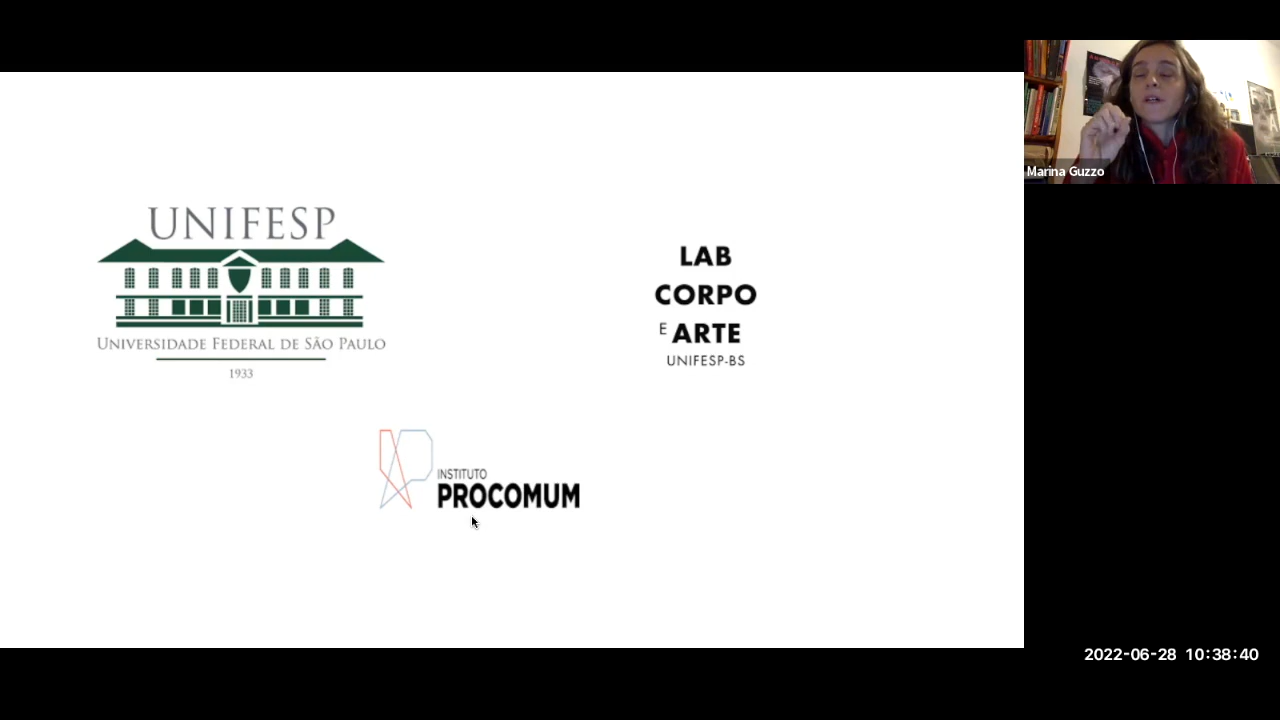 UNIFESP
UNIVERSIDADE FEDERAL DE SÃO PAULO
1933
LAB
CORPO
E ARTE
UNIFESP-BS
INSTITUTO
PROCOMUM
Marina Guzzo
2022-06-28 10:38:40